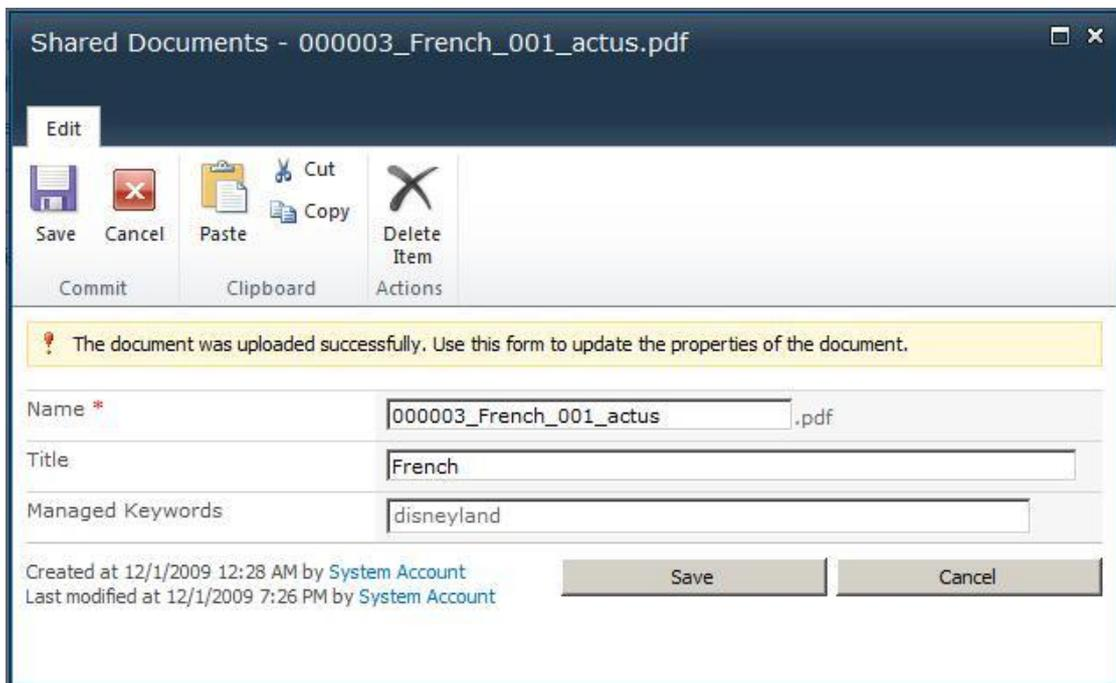 Shared Documents - 000003_French_001_actus.pdf
Edit
Save
Cancel
Paste
Cut
Copy
Delete
Item
Commit
Clipboard
Actions
The document was uploaded successfully. Use this form to update the properties of the document.
Name *
000003_French_001_actus .pdf
Title
French
Managed Keywords
disneyland
Created at 12/1/2009 12:28 AM by System Account
Last modified at 12/1/2009 7:26 PM by System Account
Save
Cancel